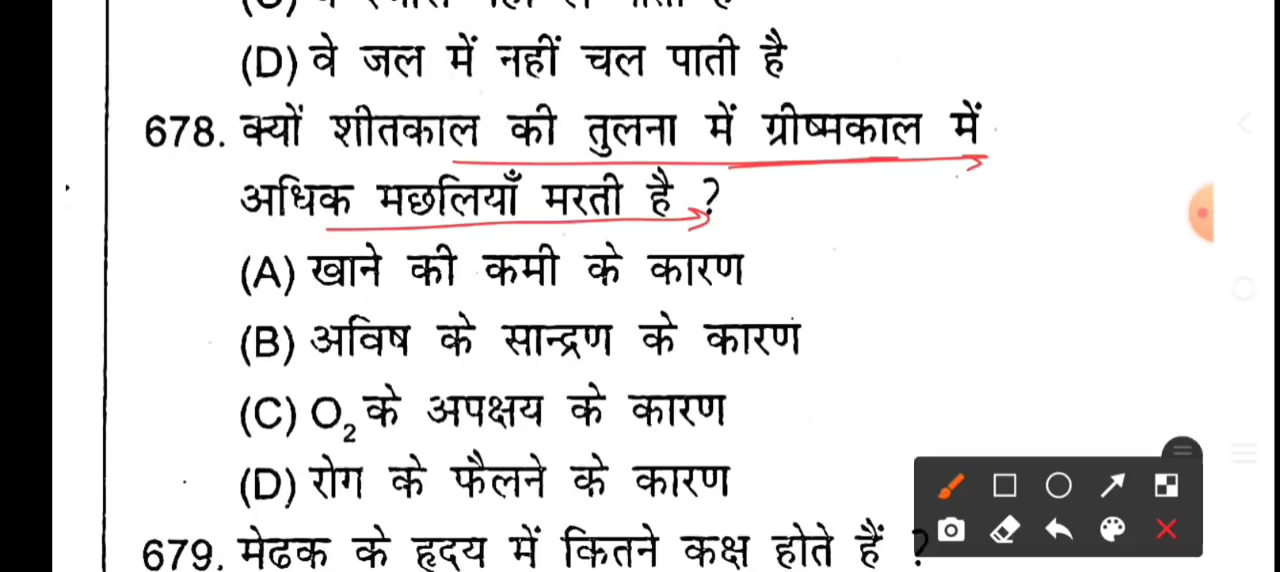 (D) वे जल में नहीं चल पाती है
678. क्यों शीतकाल की तुलना में ग्रीष्मकाल में
अधिक मछलियाँ मरती है ?
(A) खाने की कमी के कारण
(B) अविष के सान्द्रण के कारण
(C) O₂ के अपक्षय के कारण
(D) रोग के फैलने के कारण
679. मेढक के हृदय में कितने कक्ष होते हैं ?